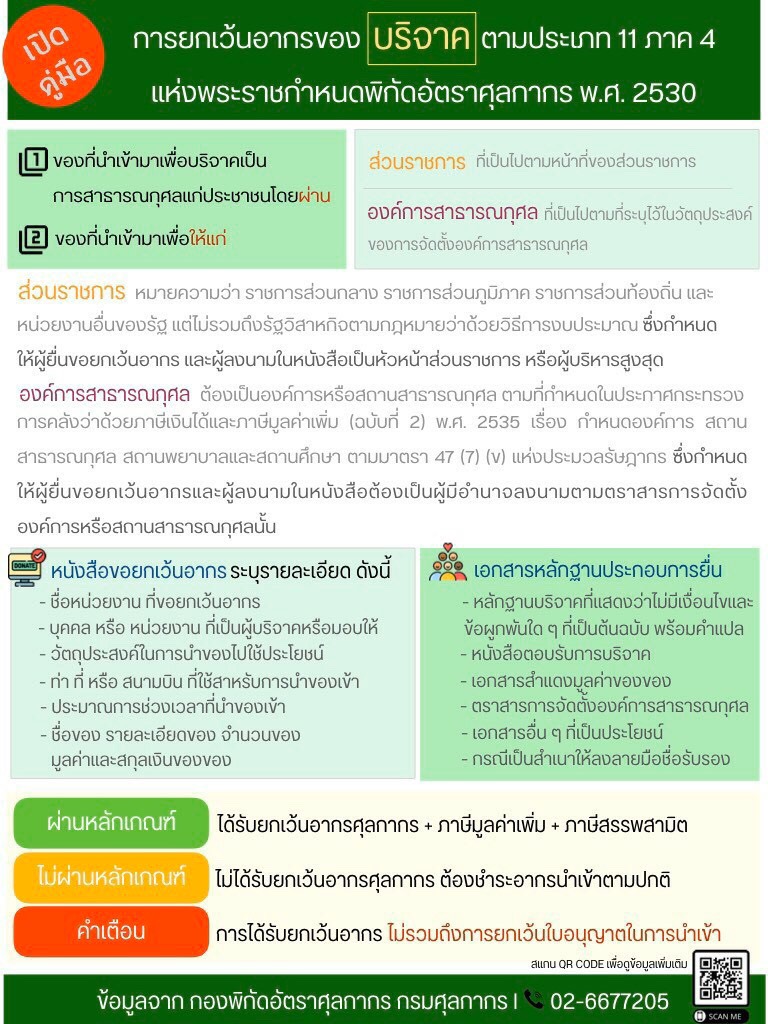 เปิด
คู่มือ
การยกเว้นอากรของ บริจาค ตามประเภท 11 ภาค 4
แห่งพระราชกำหนดพิกัดอัตราศุลกากร พ.ศ. 2530
1 ของที่นำเข้ามาเพื่อบริจาคเป็น
การสาธารณกุศลแก่ประชาชนโดยผ่าน
2 ของที่นำเข้ามาเพื่อให้แก่
ส่วนราชการ ที่เป็นไปตามหน้าที่ของส่วนราชการ
องค์การสาธารณกุศล ที่เป็นไปตามที่ระบุไว้ในวัตถุประสงค์
ของการจัดตั้งองค์การสาธารณกุศล
ส่วนราชการ หมายความว่า ราชการส่วนกลาง ราชการส่วนภูมิภาค ราชการส่วนท้องถิ่น และ
หน่วยงานอื่นของรัฐ แต่ไม่รวมถึงรัฐวิสาหกิจตามกฎหมายว่าด้วยวิธีการงบประมาณ ซึ่งกำหนด
ให้ผู้ยื่นขอยกเว้นอากร และผู้ลงนามในหนังสือเป็นหัวหน้าส่วนราชการ หรือผู้บริหารสูงสุด
องค์การสาธารณกุศล ต้องเป็นองค์การหรือสถานสาธารณกุศล ตามที่กำหนดในประกาศกระทรวง
การคลังว่าด้วยภาษีเงินได้และภาษีมูลค่าเพิ่ม (ฉบับที่ 2) พ.ศ. 2535 เรื่อง กำหนดองค์การ สถาน
สาธารณกุศล สถานพยาบาลและสถานศึกษา ตามมาตรา 47 (7) (ข) แห่งประมวลรัษฎากร ซึ่งกำหนด
ให้ผู้ยื่นขอยกเว้นอากรและผู้ลงนามในหนังสือต้องเป็นผู้มีอำนาจลงนามตามตราสารการจัดตั้ง
องค์การหรือสถานสาธารณกุศลนั้น
DONATE
หนังสือขอยกเว้นอากร ระบุรายละเอียด ดังนี้
- ชื่อหน่วยงาน ที่ขอยกเว้นอากร
- บุคคล หรือ หน่วยงาน ที่เป็นผู้บริจาคหรือมอบให้
- วัตถุประสงค์ในการนำของไปใช้ประโยชน์
- ท่า ที่ หรือ สนามบิน ที่ใช้สาหรับการนำของเข้า
- ประมาณการช่วงเวลาที่นำของเข้า
- ชื่อของ รายละเอียดของ จำนวนของ
มูลค่าและสกุลเงินของของ
เอกสารหลักฐานประกอบการยื่น
- หลักฐานบริจาคที่แสดงว่าไม่มีเงื่อนไขและ
ข้อผูกพันใด ๆ ที่เป็นต้นฉบับ พร้อมคำแปล
- หนังสือตอบรับการบริจาค
- เอกสารสำแดงมูลค่าของของ
- ตราสารการจัดตั้งองค์การสาธารณกุศล
- เอกสารอื่น ๆ ที่เป็นประโยชน์
- กรณีเป็นสำเนาให้ลงลายมือชื่อรับรอง
ผ่านหลักเกณฑ์ ได้รับยกเว้นอากรศุลกากร + ภาษีมูลค่าเพิ่ม + ภาษีสรรพสามิต
ไม่ผ่านหลักเกณฑ์ ไม่ได้รับยกเว้นอากรศุลกากร ต้องชำระอากรนำเข้าตามปกติ
คำเตือน การได้รับยกเว้นอากร ไม่รวมถึงการยกเว้นใบอนุญาตในการนำเข้า
สแกน QR CODE เพื่อดูข้อมูลเพิ่มเติม
ข้อมูลจาก กองพิกัดอัตราศุลกากร กรมศุลกากร | 02-6677205
SCAN ME